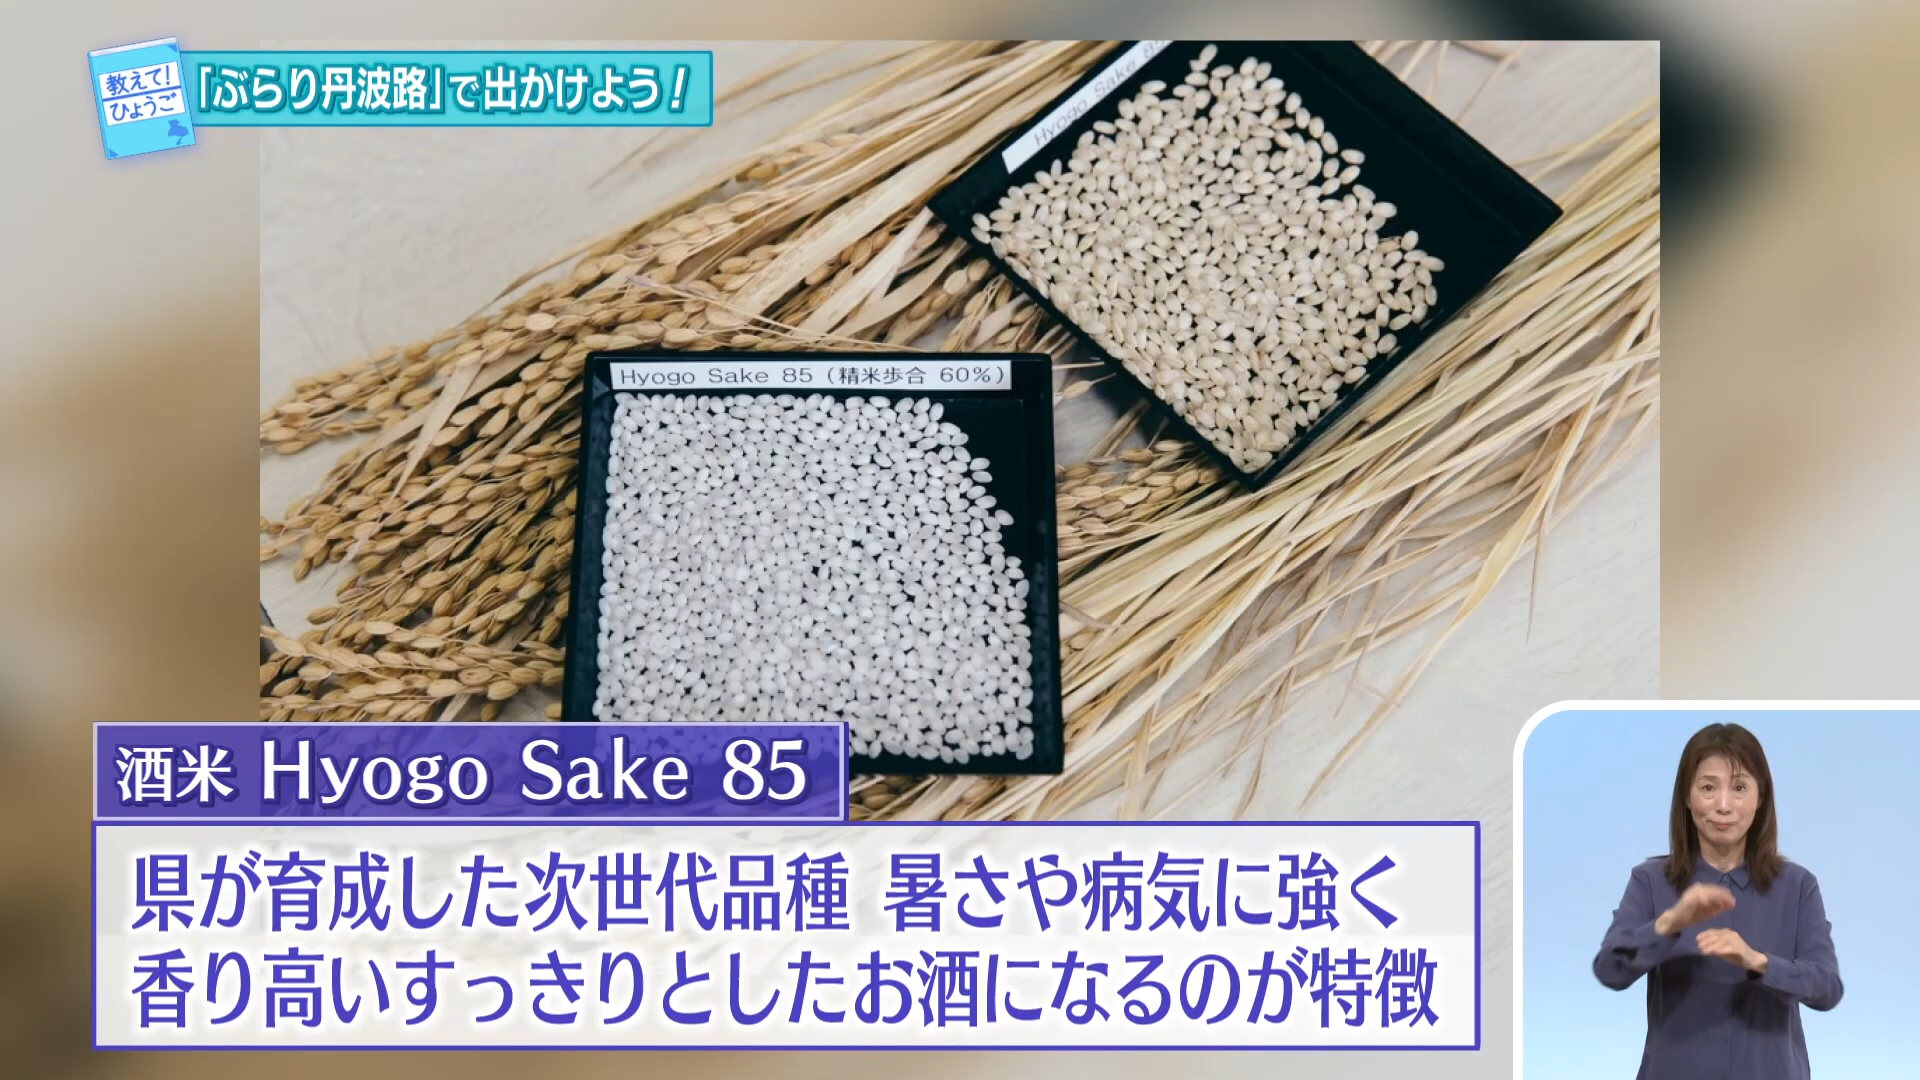 教えて!
ひょうご
「ぶらり丹波路」で出かけよう!
Hyogo Sake 85
Hyogo Sake 85 (精米歩合 60%)
酒米 Hyogo Sake 85
県が育成した次世代品種 暑さや病気に強く
香り高いすっきりとしたお酒になるのが特徴